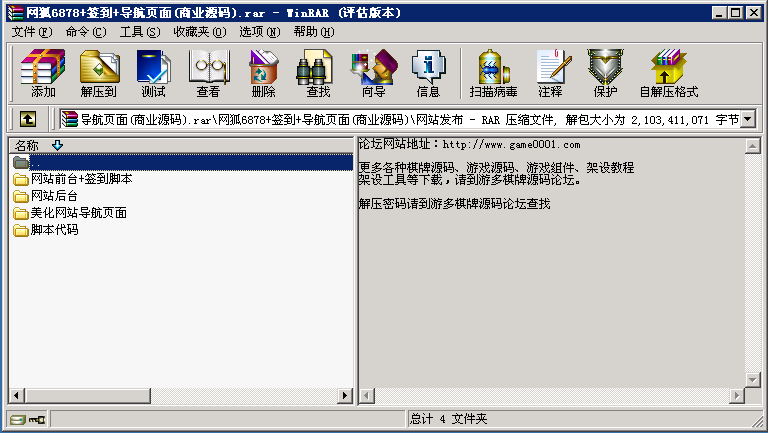 网狐6878+签到+导航页面(商业源码).rar - WinRAR (评估版本)
文件(F) 命令(C) 工具(S) 收藏夹(O) 选项(N) 帮助(H)
添加 解压到 测试 查看 删除 查找 向导 信息 扫描病毒 注释 保护 自解压格式
导航页面(商业源码).rar\网狐6878+签到+导航页面(商业源码)\网站发布 - RAR 压缩文件, 解包大小为 2,103,411,071 字节
名称
..
网站前台+签到脚本
网站后台
美化网站导航页面
脚本代码
论坛网站地址：http://www.game0001.com
更多各种棋牌源码、游戏源码、游戏组件、架设教程
架设工具等下载，请到游多棋牌源码论坛。
解压密码请到游多棋牌源码论坛查找
总计 4 文件夹